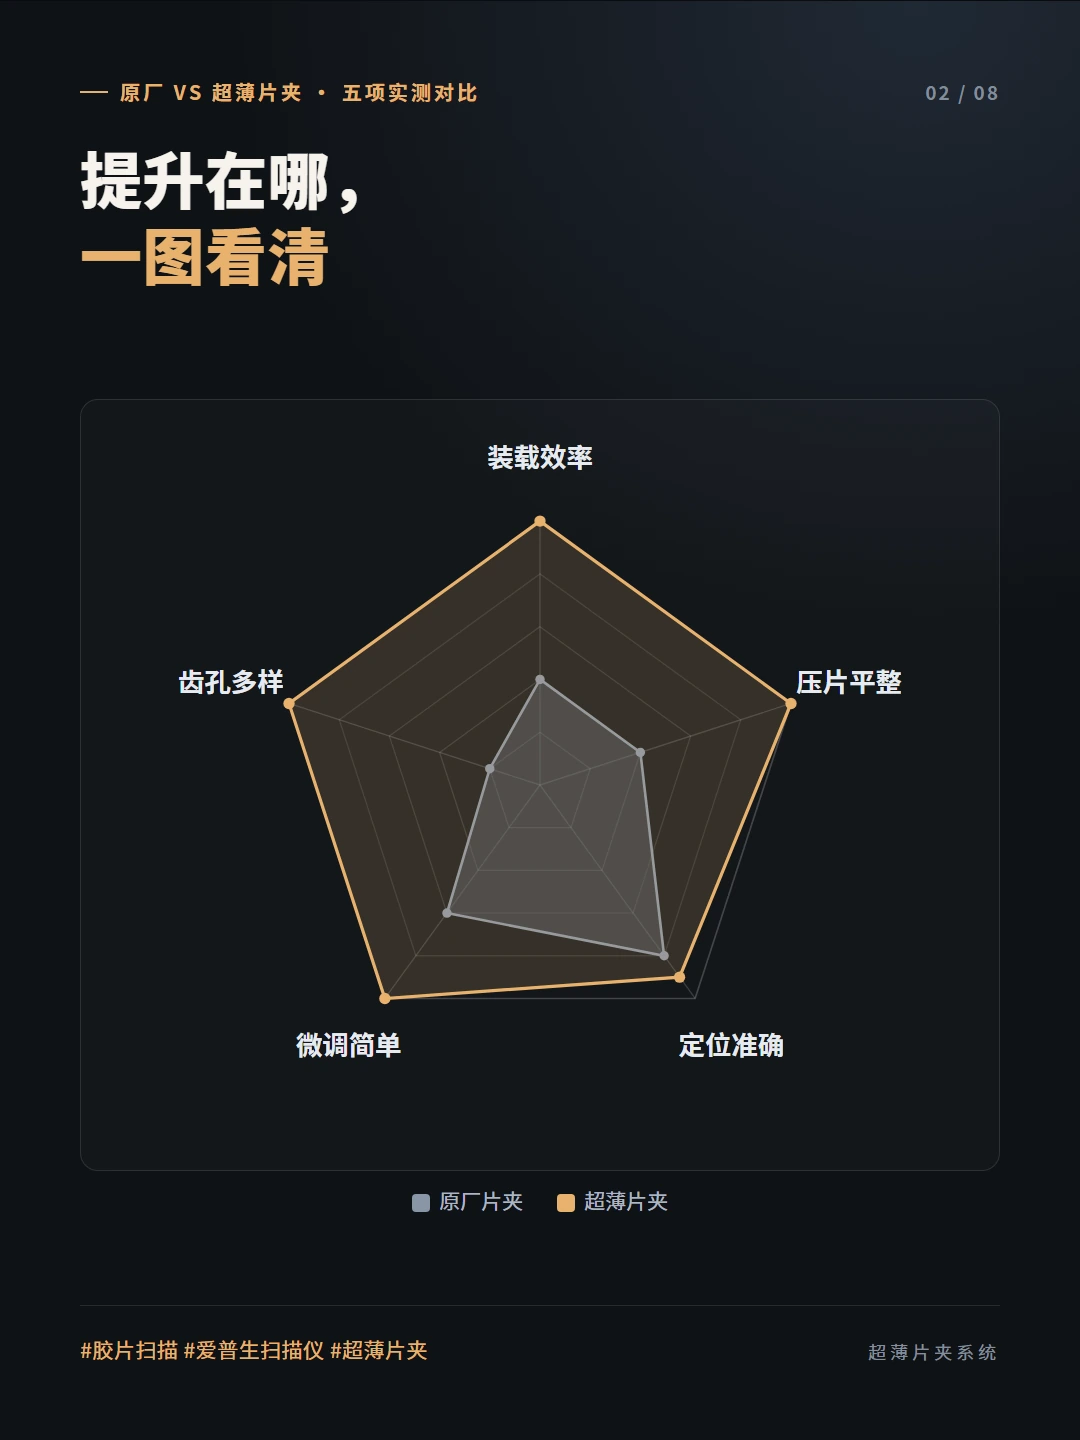 原厂 VS 超薄片夹 · 五项实测对比
02 / 08
提升在哪，
一图看清
装载效率
齿孔多样
压片平整
微调简单
定位准确
原厂片夹
超薄片夹
#胶片扫描 #爱普生扫描仪 #超薄片夹
超薄片夹系统